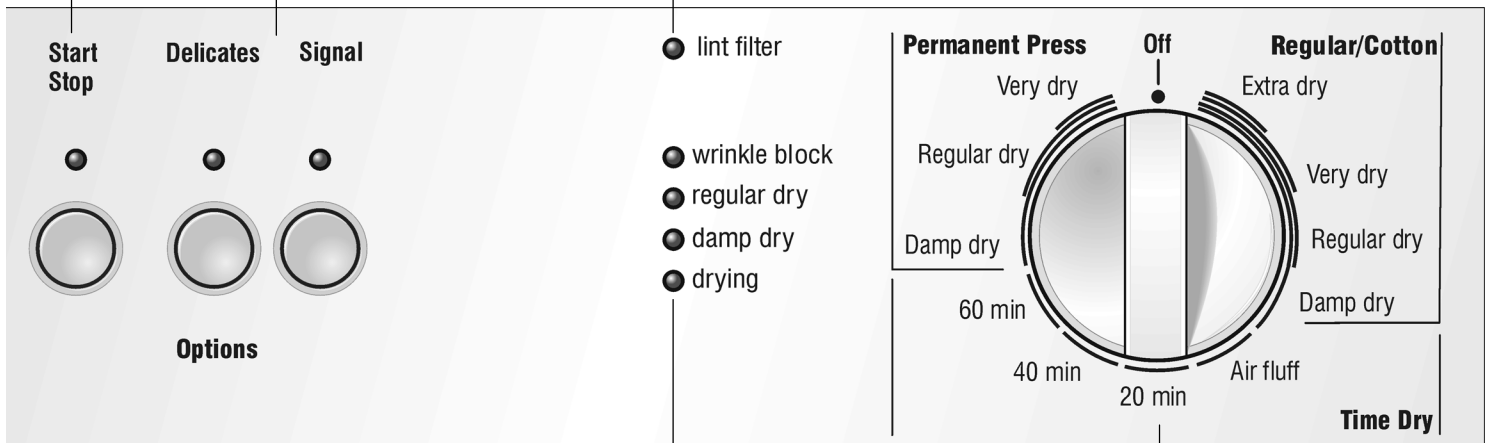 Start
Stop
Delicates
Signal
Options
lint filter
wrinkle block
regular dry
damp dry
drying
Permanent Press
Off
Regular/Cotton
Very dry
Regular dry
Damp dry
Extra dry
Very dry
Regular dry
Damp dry
60 min
40 min
20 min
Air fluff
Time Dry